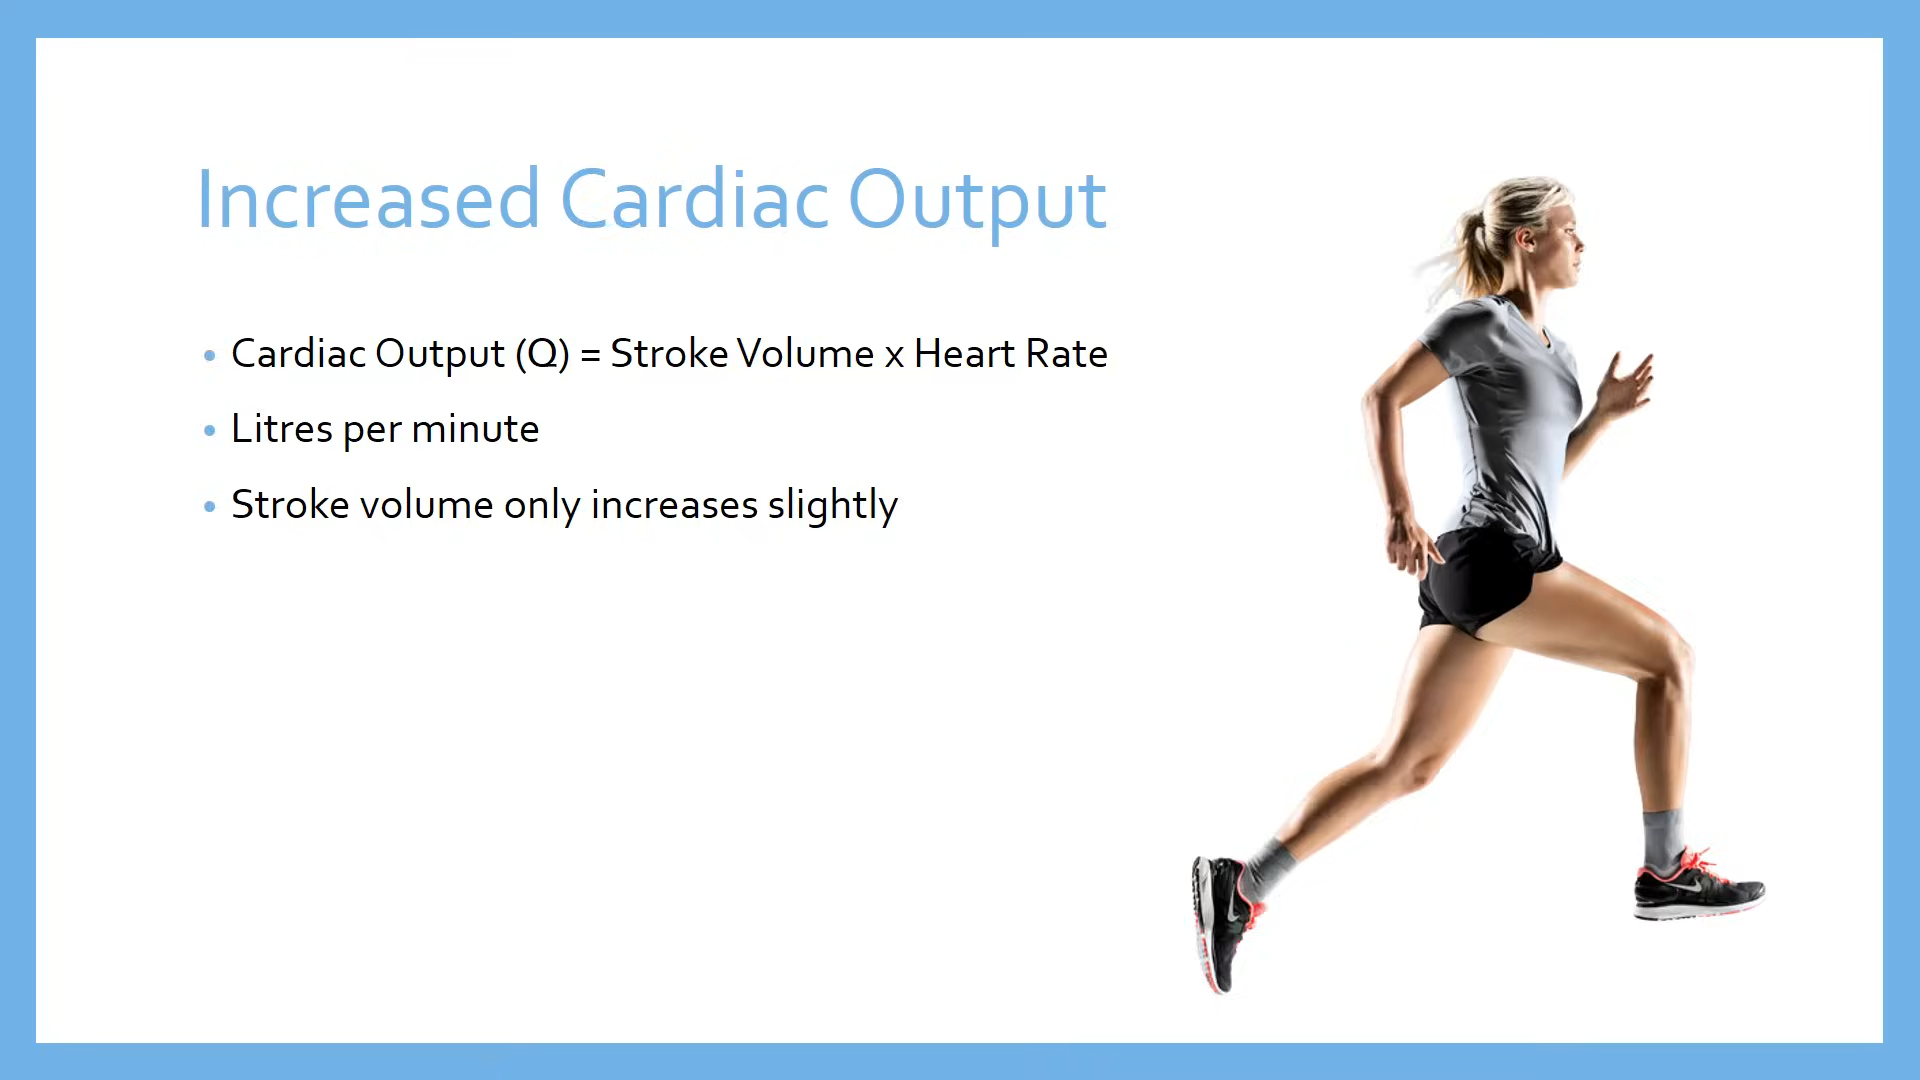 Increased Cardiac Output
• Cardiac Output (Q) = Stroke Volume x Heart Rate
• Litres per minute
• Stroke volume only increases slightly